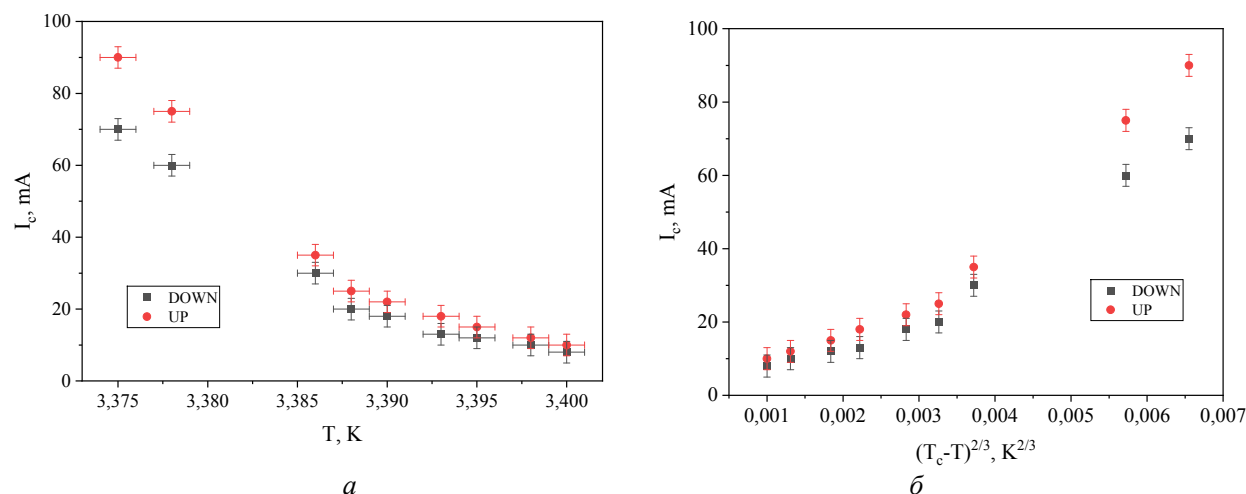 100
80
60
40
20
0
I_c, mA
DOWN
UP
3,375 3,380 3,385 3,390 3,395 3,400
T, K
а
100
80
60
40
20
0
I_c, mA
DOWN
UP
0,001 0,002 0,003 0,004 0,005 0,006 0,007
(T_c-T)^{2/3}, K^{2/3}
б